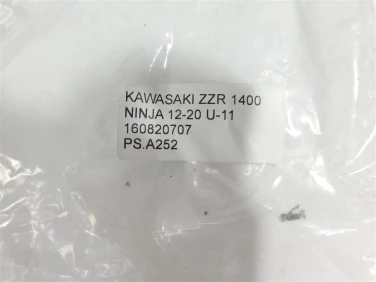 KAWASAKI ZZR 1400
NINJA 12-20 U-11
160820707
PS.A252